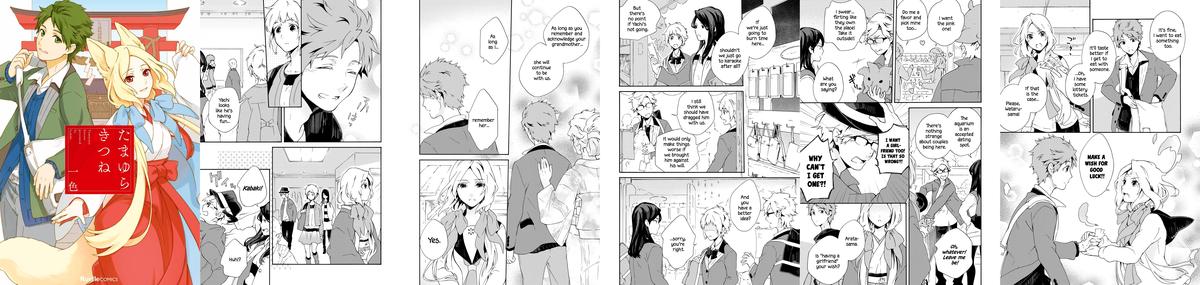 たまゆら
きつね
一色
COMICS
Yachi
looks
like he's
having
fun...
Kabaki!
Huh!?
As
long
as I...
remember
her...
Yes.
As long as you
remember and
acknowledge your
grandmother...
she will
continue
to be
with us.
But
there's
no point
if Yachi's
not going.
If
we're just
going to
burn time
here...
shouldn't
we just go
to karaoke
after all?
I still
think we
should have
dragged him
with us.
It would only
make things
worse if
we brought
him against
his will.
And
you have
a better
idea?
...sorry,
you're
right.
I swear...
flirting like
they own
the place!
Take it
outside!
What
are you
saying?
Do me a
favor and
pick mine
too...
I want
the pink
one!
WHY
CAN'T I
GET
ONE?!
I WANT
A GIRL-
FRIEND TOO!
IS THAT SO
WRONG?!
There's
nothing
strange
about couples
being here.
The
aquarium
is an
accepted
dating
spot.
Arata-
sama.
Is "having a
girlfriend"
your wish?
Oh,
whatever!
Leave me
be!
It's fine,
I want to eat
something
too.
It'll taste
better if
I get to
eat with
someone.
...Oh,
I have
some
lottery
tickets.
If that
is the
case...
Please,
Wataru-
sama!
MAKE A
WISH FOR
GOOD
LUCK!!